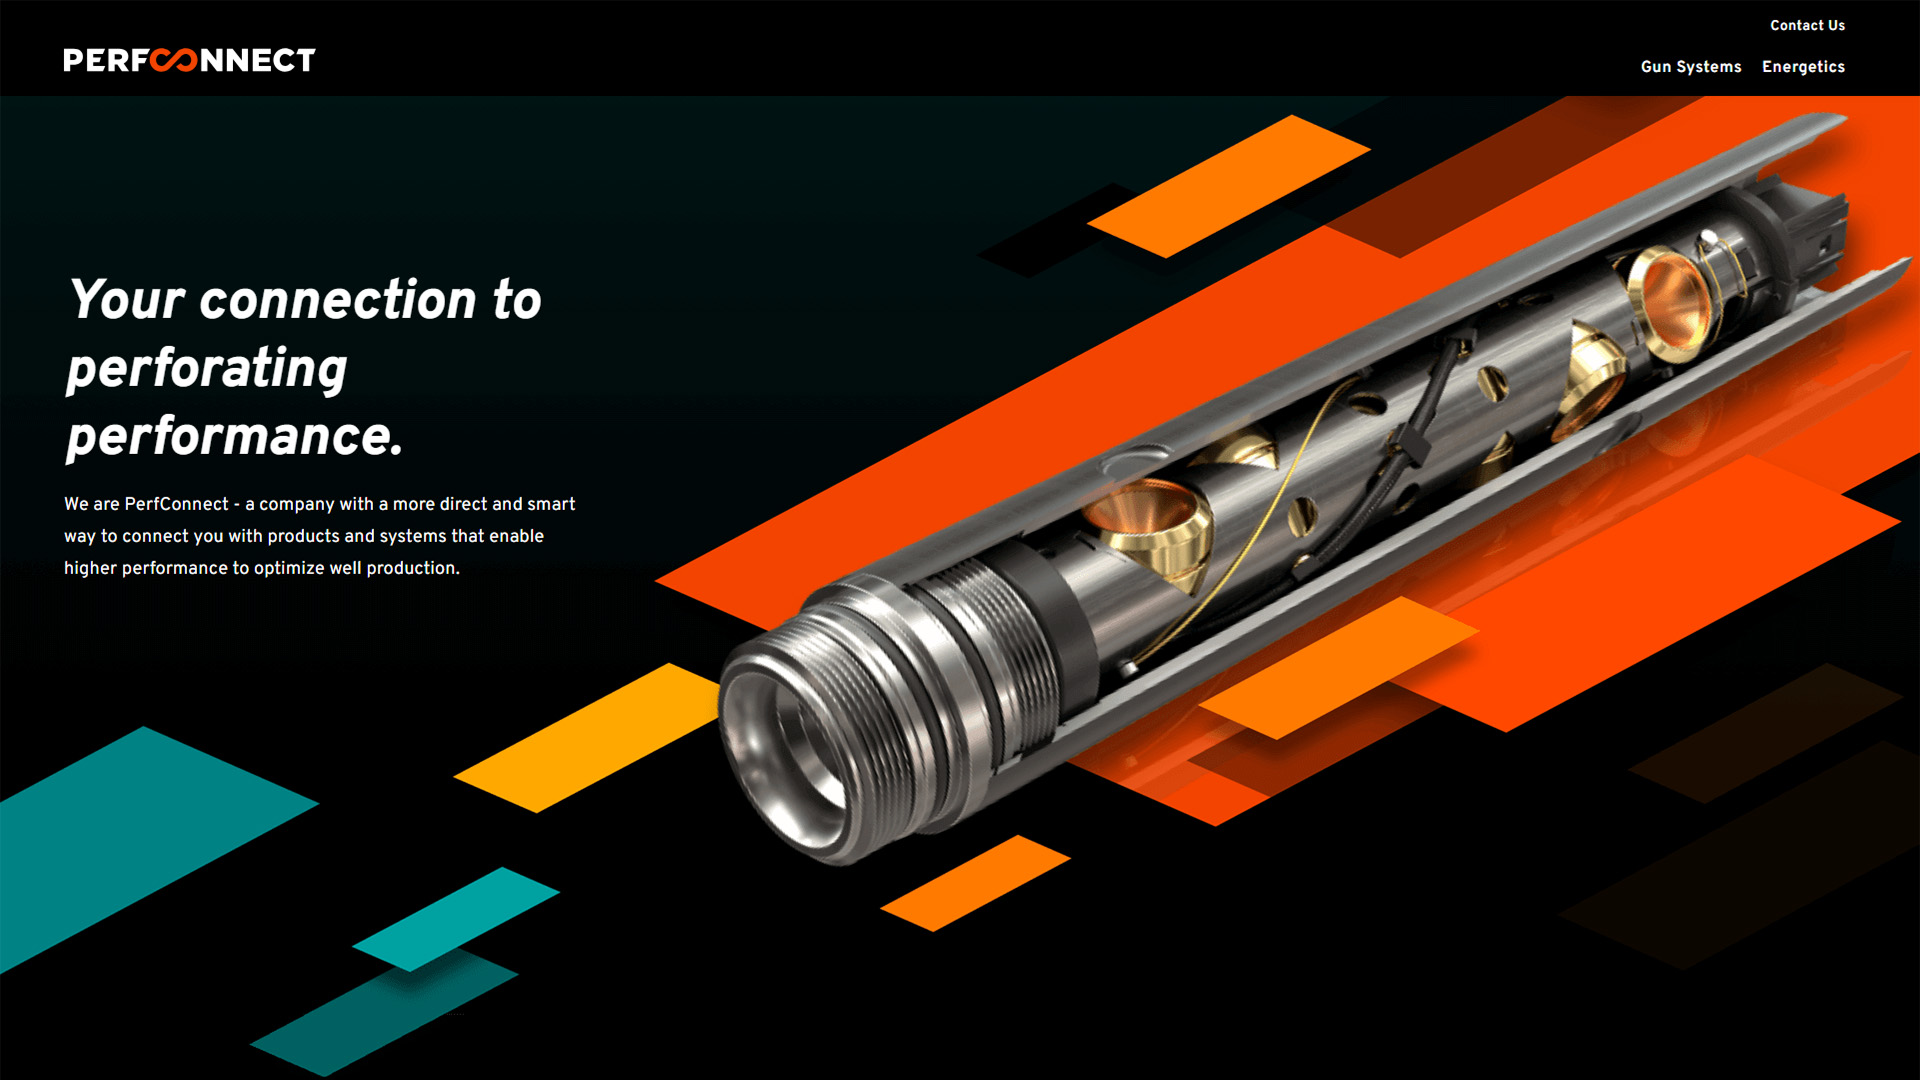 Contact Us
PERFCONNECT
Gun Systems Energetics
Your connection to
perforating
performance.
We are PerfConnect - a company with a more direct and smart
way to connect you with products and systems that enable
higher performance to optimize well production.